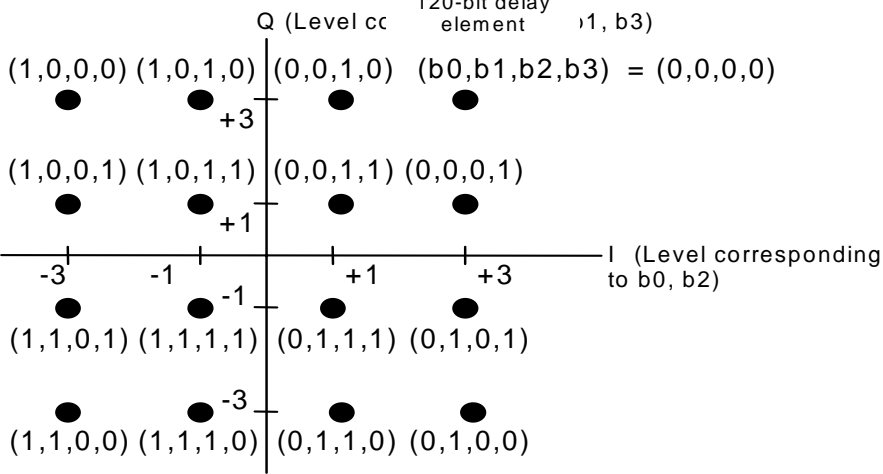 120-bit delay
element
Q (Level co b1, b3)
(1,0,0,0) (1,0,1,0) (0,0,1,0) (b0,b1,b2,b3) = (0,0,0,0)
+3
(1,0,0,1) (1,0,1,1) (0,0,1,1) (0,0,0,1)
+1
I (Level corresponding
to b0, b2)
-3 -1 +1 +3
-1
(1,1,0,1) (1,1,1,1) (0,1,1,1) (0,1,0,1)
-3
(1,1,0,0) (1,1,1,0) (0,1,1,0) (0,1,0,0)